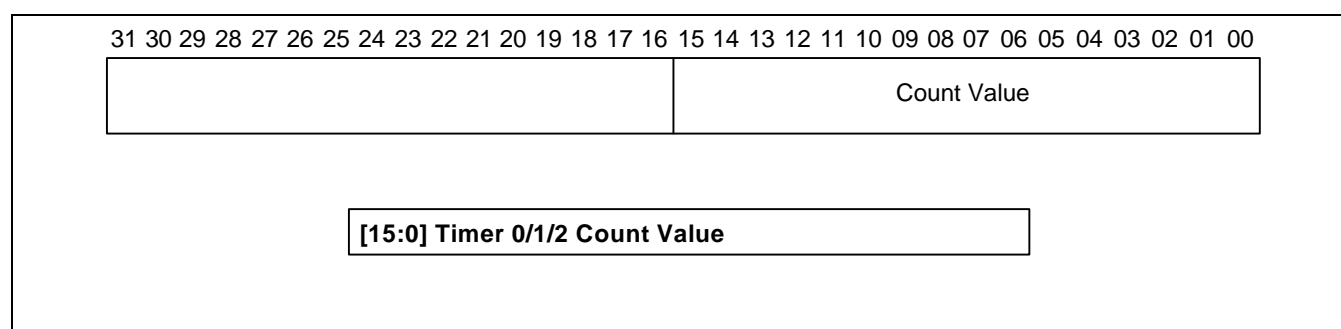 31 30 29 28 27 26 25 24 23 22 21 20 19 18 17 16 15 14 13 12 11 10 09 08 07 06 05 04 03 02 01 00
Count Value
[15:0] Timer 0/1/2 Count Value